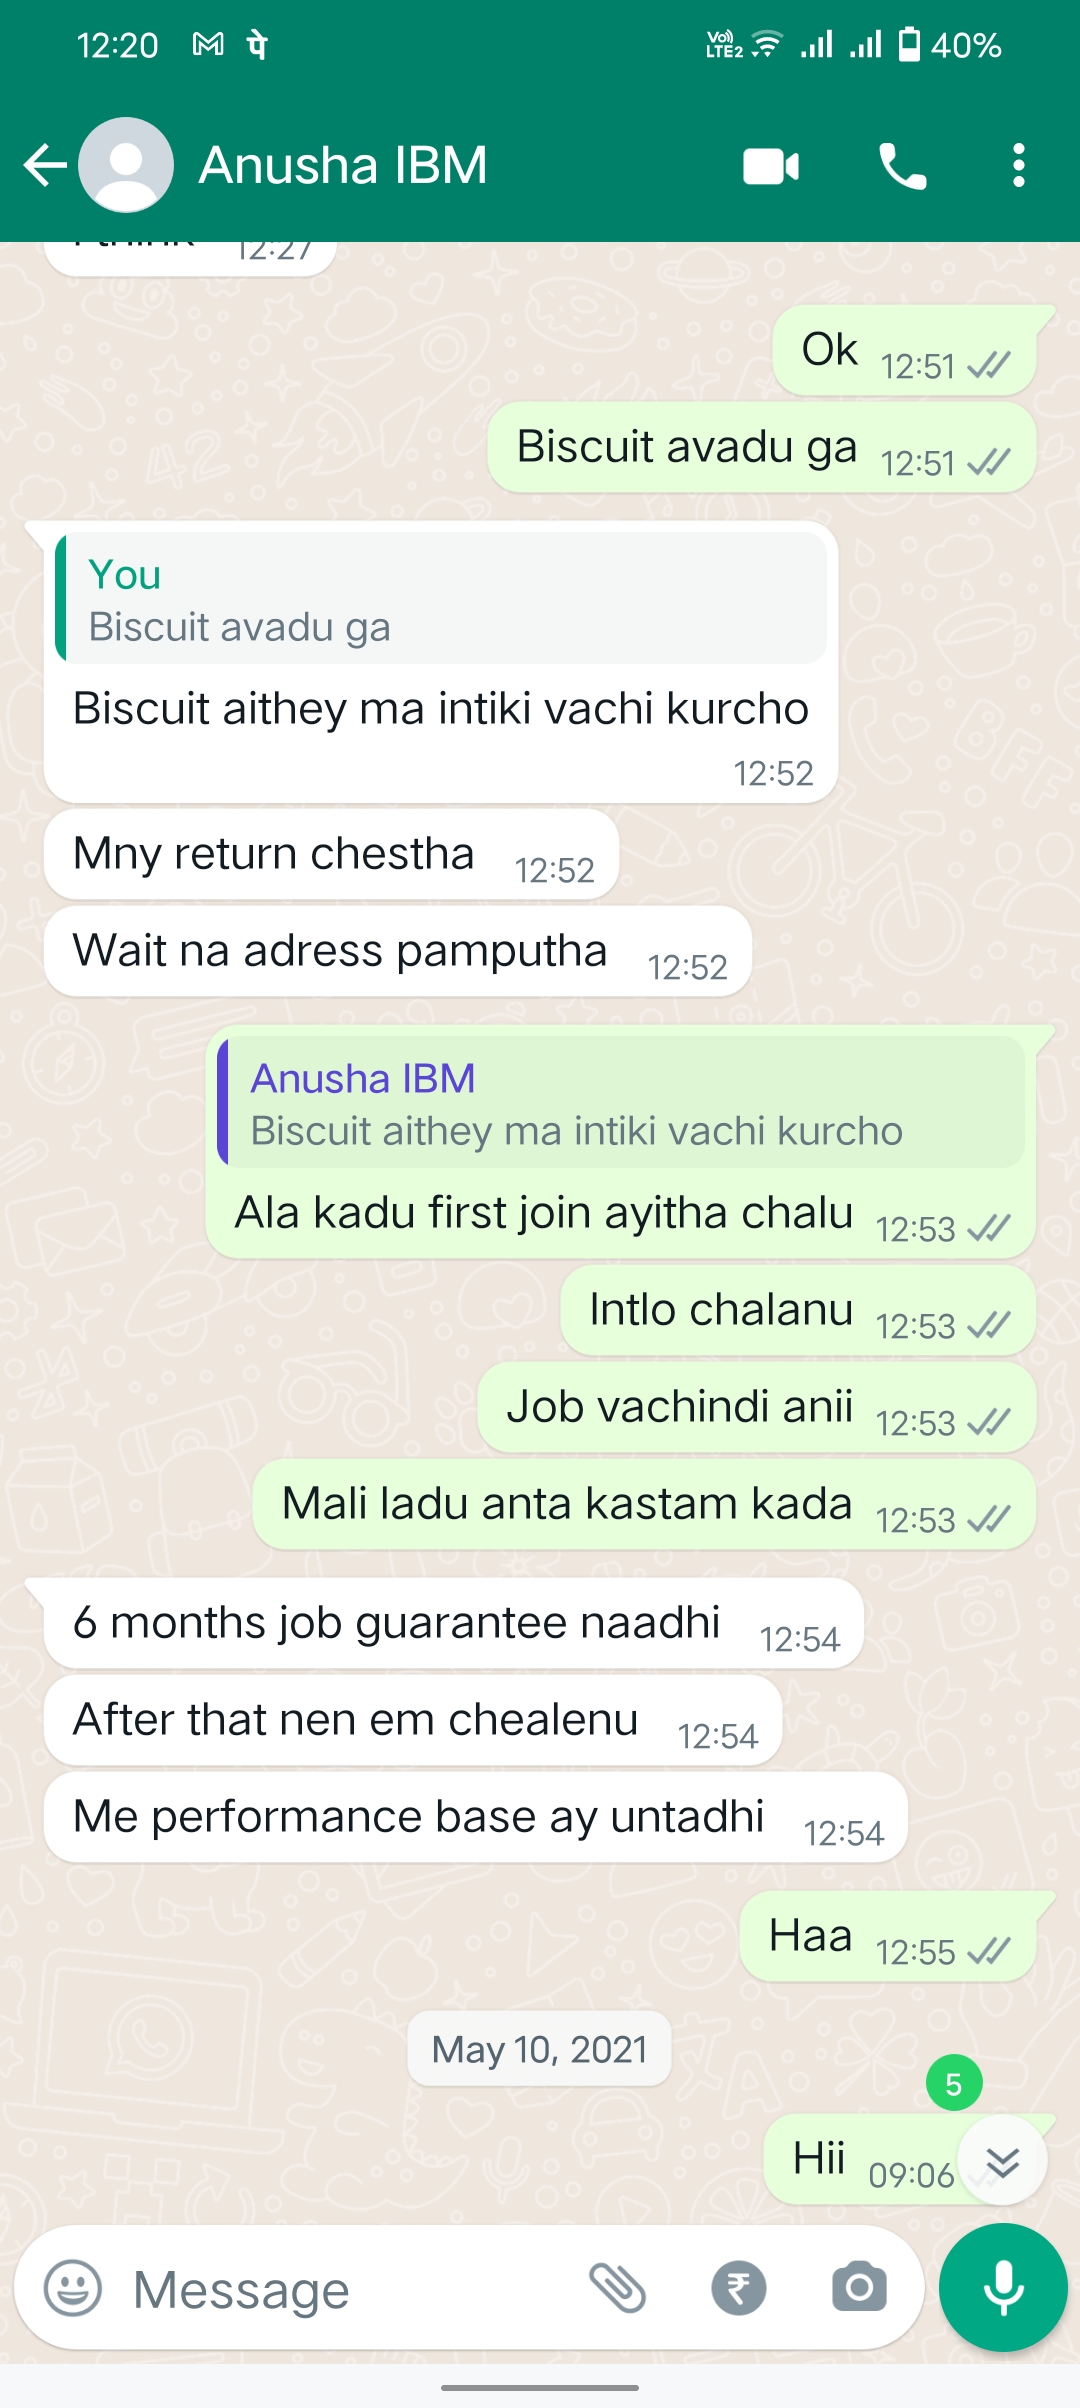 12:20 पे Vo)) LTE2 40%
Anusha IBM
I think 12:27
Ok 12:51
Biscuit avadu ga 12:51
You
Biscuit avadu ga
Biscuit aithey ma intiki vachi kurcho
12:52
Mny return chestha 12:52
Wait na adress pamputha 12:52
Anusha IBM
Biscuit aithey ma intiki vachi kurcho
Ala kadu first join ayitha chalu 12:53
Intlo chalanu 12:53
Job vachindi anii 12:53
Mali ladu anta kastam kada 12:53
6 months job guarantee naadhi 12:54
After that nen em chealenu 12:54
Me performance base ay untadhi 12:54
Haa 12:55
May 10, 2021
5
Hii 09:06
Message ₹